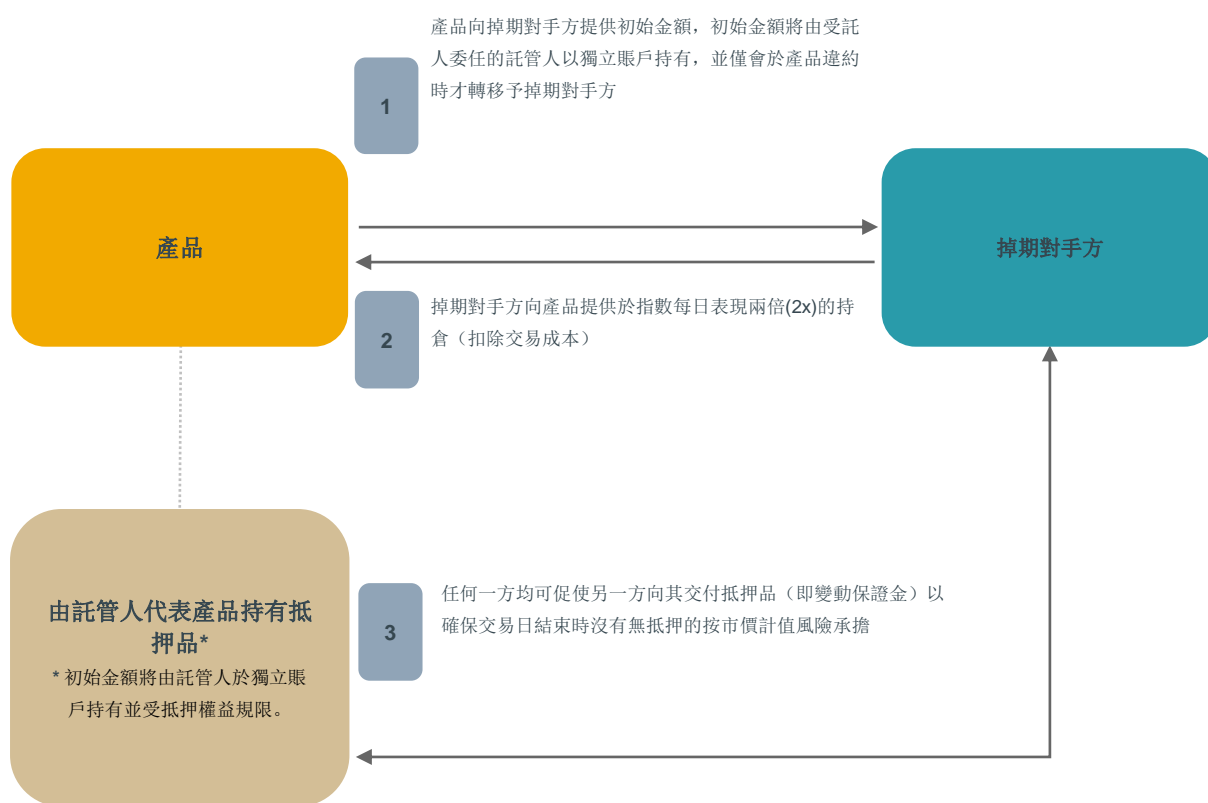 產品向掉期對手方提供初始金額，初始金額將由受託
人委任的託管人以獨立賬戶持有，並僅會於產品違約
時才轉移予掉期對手方
1
產品
掉期對手方
掉期對手方向產品提供於指數每日表現兩倍(2x)的持
倉（扣除交易成本）
2
任何一方均可促使另一方向其交付抵押品（即變動保證金）以
確保交易日結束時沒有無抵押的按市價計值風險承擔
3
由託管人代表產品持有抵
押品*
* 初始金額將由託管人於獨立賬
戶持有並受抵押權益規限。